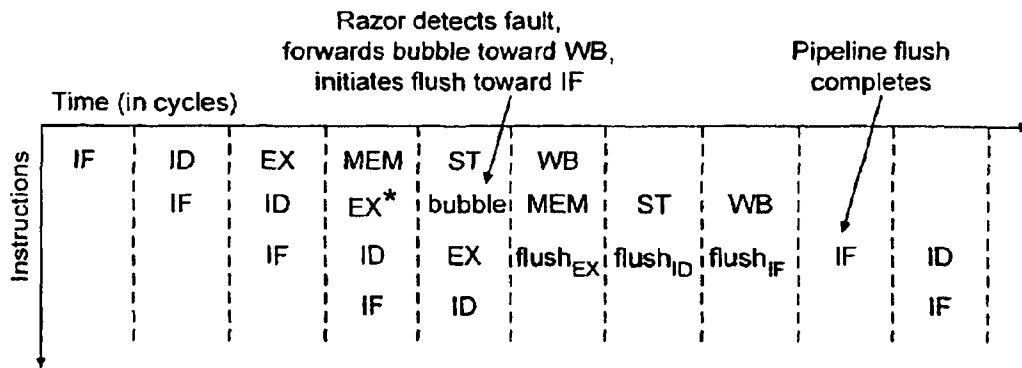 Razor detects fault,
forwards bubble toward WB,
initiates flush toward IF
Pipeline flush
completes
Time (in cycles)
Instructions
IF ID EX MEM ST WB
IF ID EX* bubble MEM ST WB
IF ID EX flushEX flushID flushIF IF ID
IF ID IF